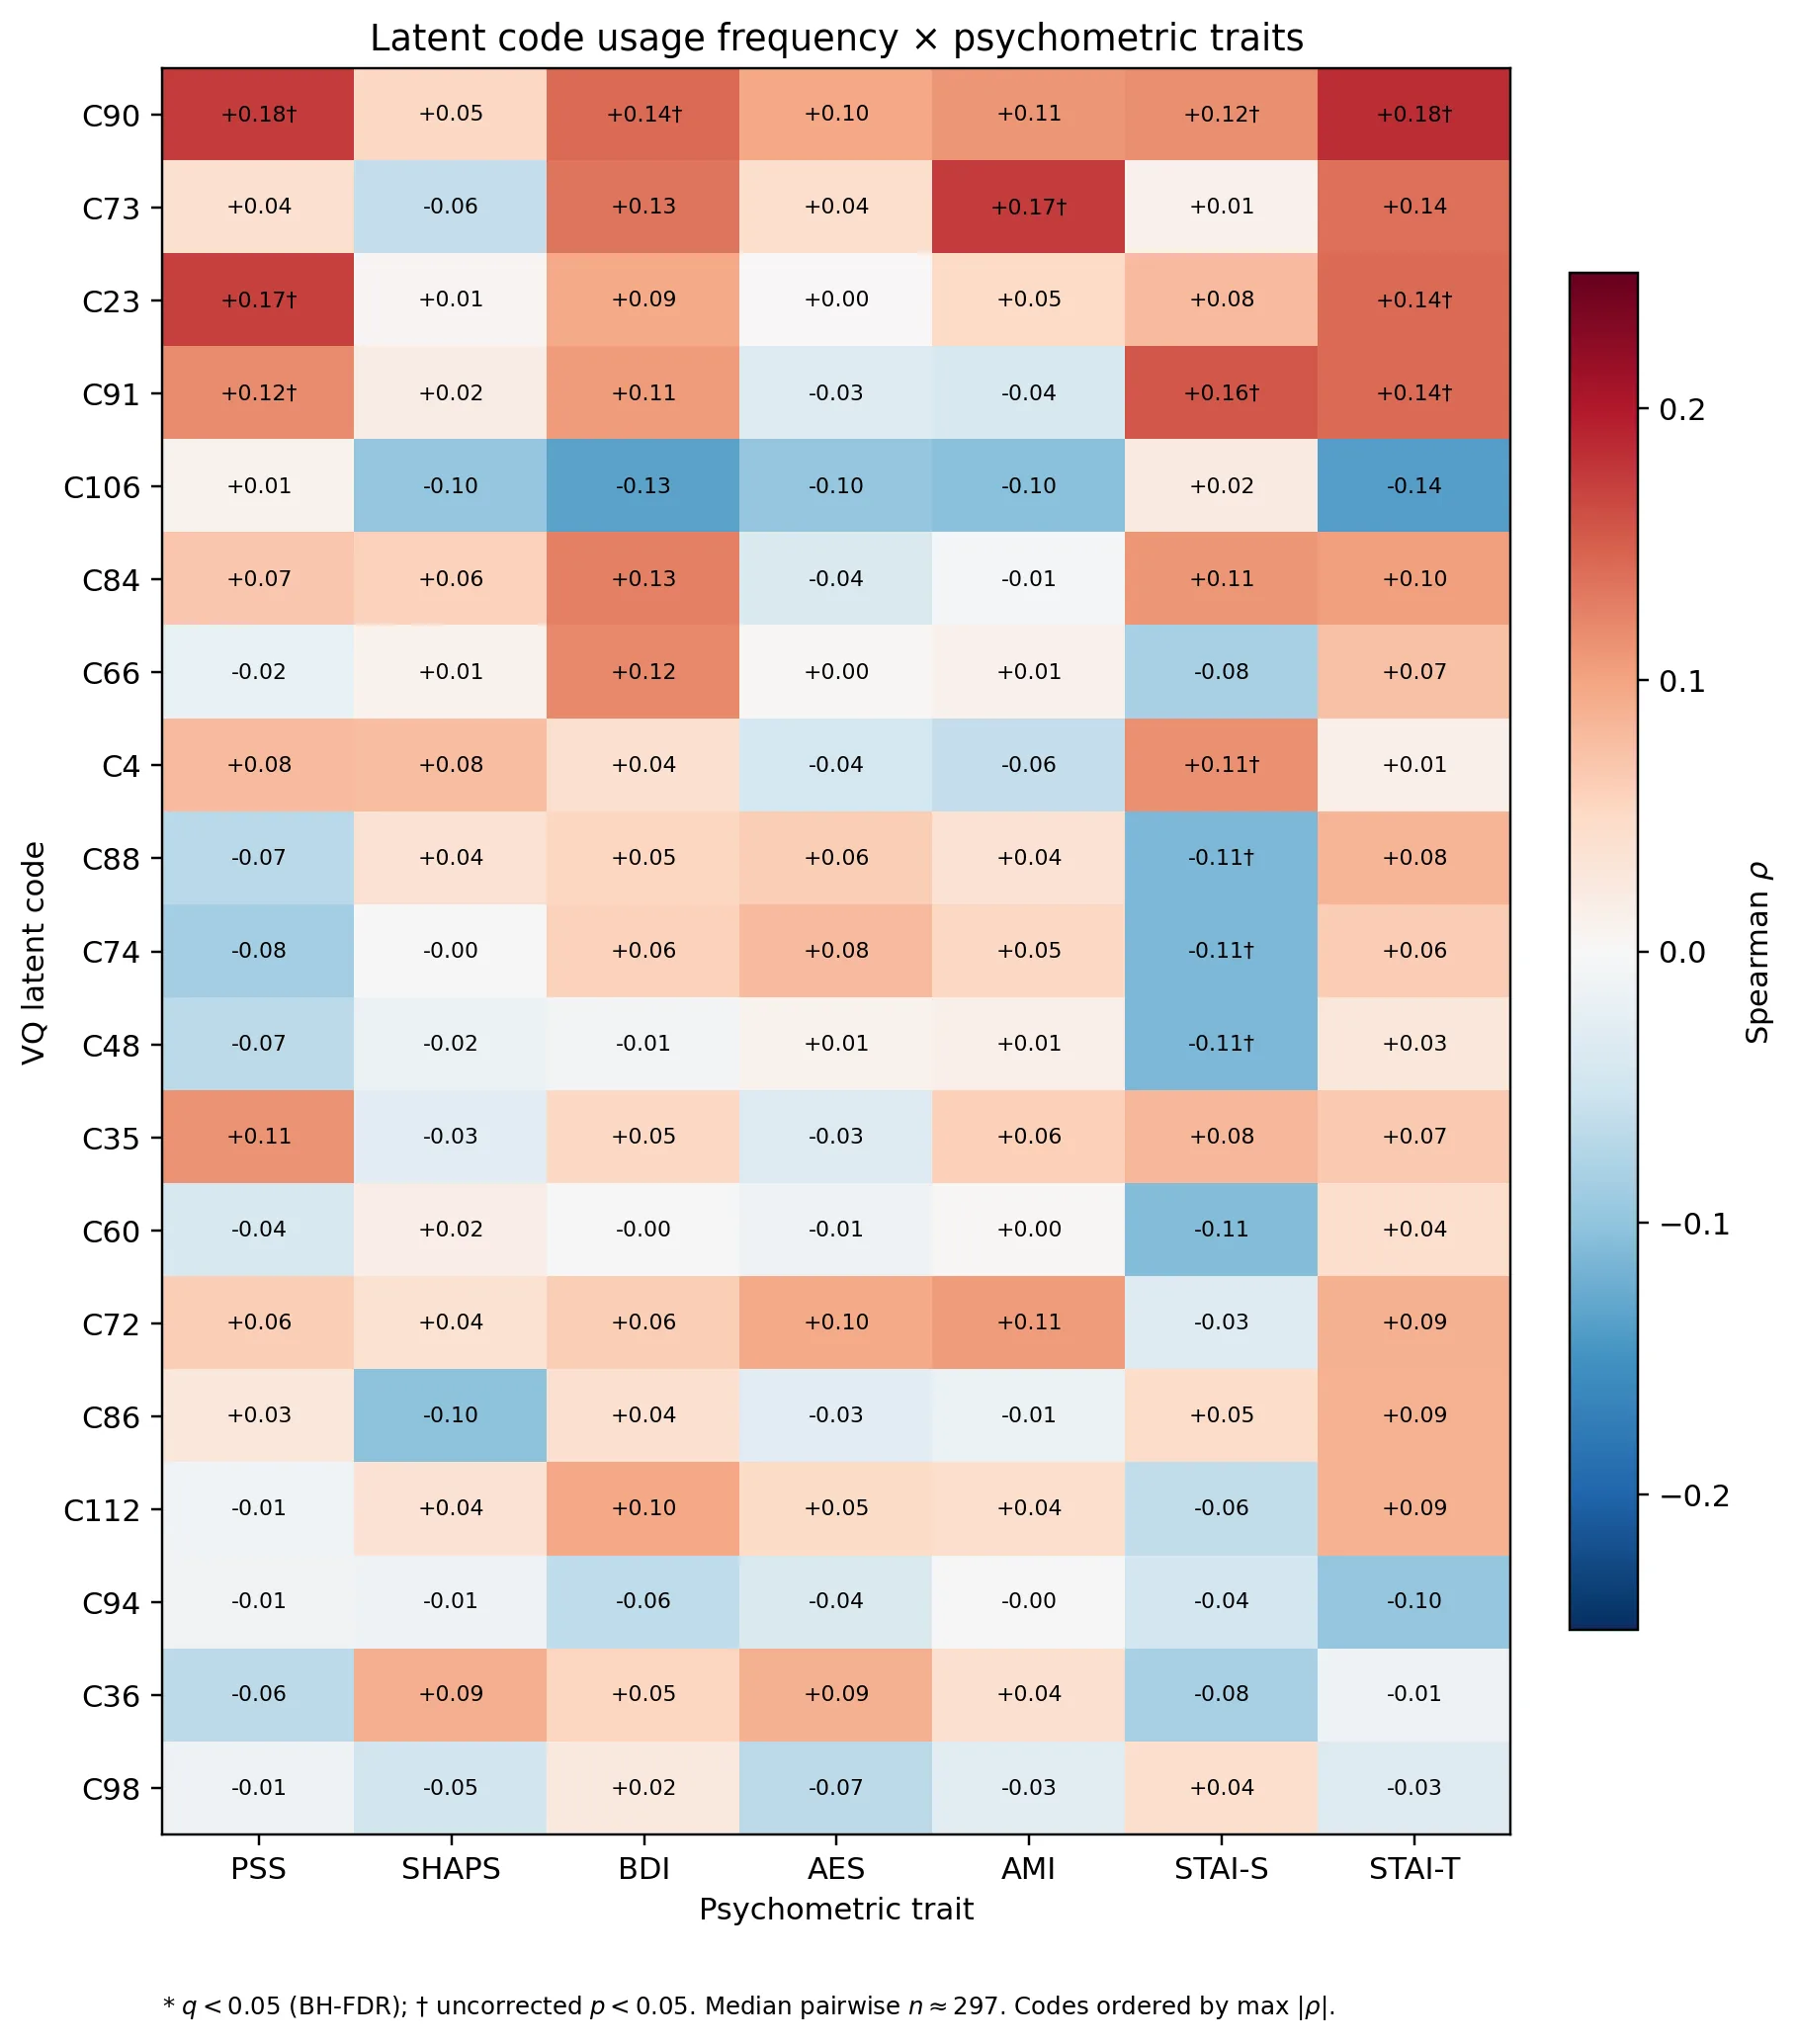 Latent code usage frequency × psychometric traits
C90 +0.18† +0.05 +0.14† +0.10 +0.11 +0.12† +0.18†
C73 +0.04 -0.06 +0.13 +0.04 +0.17† +0.01 +0.14
C23 +0.17† +0.01 +0.09 +0.00 +0.05 +0.08 +0.14†
C91 +0.12† +0.02 +0.11 -0.03 -0.04 +0.16† +0.14†
C106 +0.01 -0.10 -0.13 -0.10 -0.10 +0.02 -0.14
C84 +0.07 +0.06 +0.13 -0.04 -0.01 +0.11 +0.10
C66 -0.02 +0.01 +0.12 +0.00 +0.01 -0.08 +0.07
C4 +0.08 +0.08 +0.04 -0.04 -0.06 +0.11† +0.01
C88 -0.07 +0.04 +0.05 +0.06 +0.04 -0.11† +0.08
C74 -0.08 -0.00 +0.06 +0.08 +0.05 -0.11† +0.06
C48 -0.07 -0.02 -0.01 +0.01 +0.01 -0.11† +0.03
C35 +0.11 -0.03 +0.05 -0.03 +0.06 +0.08 +0.07
C60 -0.04 +0.02 -0.00 -0.01 +0.00 -0.11 +0.04
C72 +0.06 +0.04 +0.06 +0.10 +0.11 -0.03 +0.09
C86 +0.03 -0.10 +0.04 -0.03 -0.01 +0.05 +0.09
C112 -0.01 +0.04 +0.10 +0.05 +0.04 -0.06 +0.09
C94 -0.01 -0.01 -0.06 -0.04 -0.00 -0.04 -0.10
C36 -0.06 +0.09 +0.05 +0.09 +0.04 -0.08 -0.01
C98 -0.01 -0.05 +0.02 -0.07 -0.03 +0.04 -0.03
VQ latent code
PSS SHAPS BDI AES AMI STAI-S STAI-T
Psychometric trait
0.2
0.1
0.0
−0.1
−0.2
Spearman ρ
* q < 0.05 (BH-FDR); † uncorrected p < 0.05. Median pairwise n ≈ 297. Codes ordered by max |ρ|.